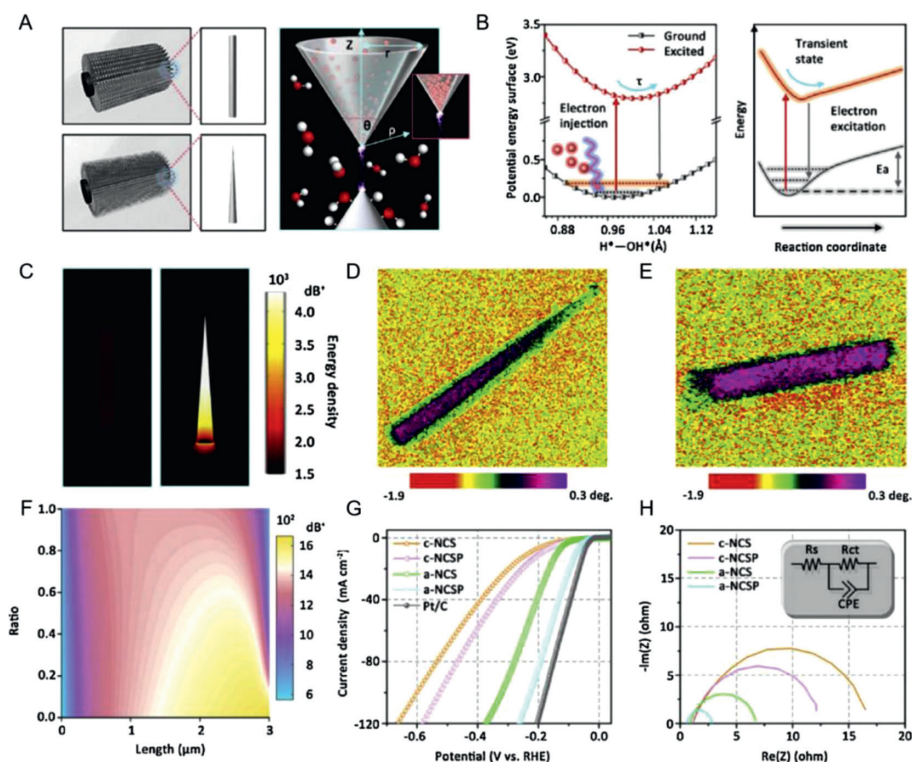 A
Z
r
θ
ρ
B
Potential energy surface (eV)
3.5
3.0
0.5
0.0
Ground
Excited
τ
Electron
injection
0.88 0.96 1.04 1.12
H*—OH*(Å)
Energy
Transient
state
Electron
excitation
Ea
Reaction coordinate
C
10³
dB*
4.0
3.5
3.0
2.5
2.0
1.5
Energy density
D
-1.9 0.3 deg.
E
-1.9 0.3 deg.
F
Ratio
1.0
0.8
0.6
0.4
0.2
0.0
0 1 2 3
Length (μm)
10² dB*
16
14
12
10
8
6
G
Current density (mA cm⁻²)
0
-40
-80
-120
c-NCS
c-NCSP
a-NCS
a-NCSP
Pt/C
-0.6 -0.4 -0.2 0.0
Potential (V vs. RHE)
H
-Im(Z) (ohm)
20
15
10
5
0
c-NCS
c-NCSP
a-NCS
a-NCSP
Rs Rct
CPE
0 5 10 15 20
Re(Z) (ohm)